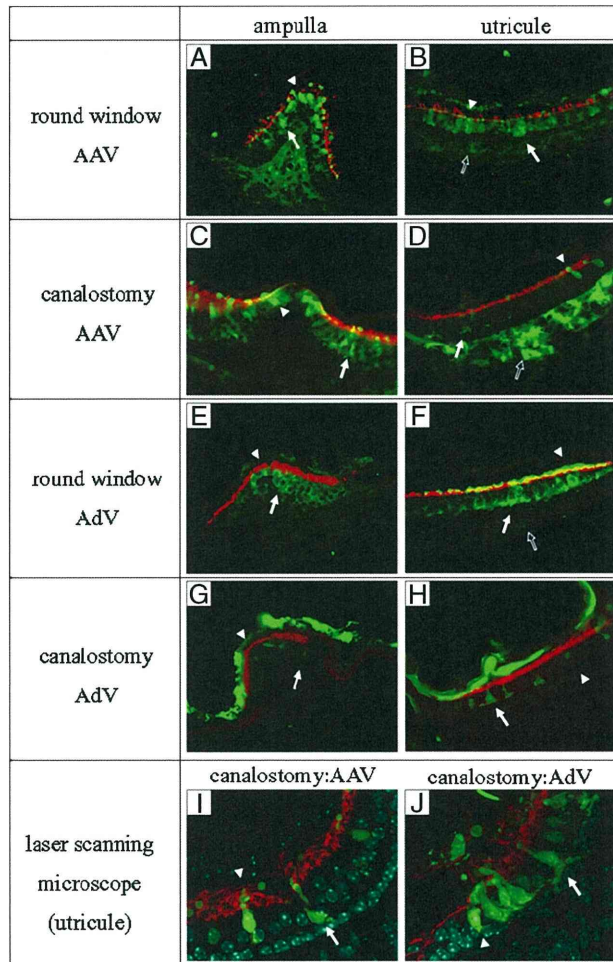 ampulla utricule
A B
round window
AAV
C D
canalostomy
AAV
E F
round window
AdV
G H
canalostomy
AdV
canalostomy:AAV canalostomy:AdV
I J
laser scanning
microscope
(utricule)